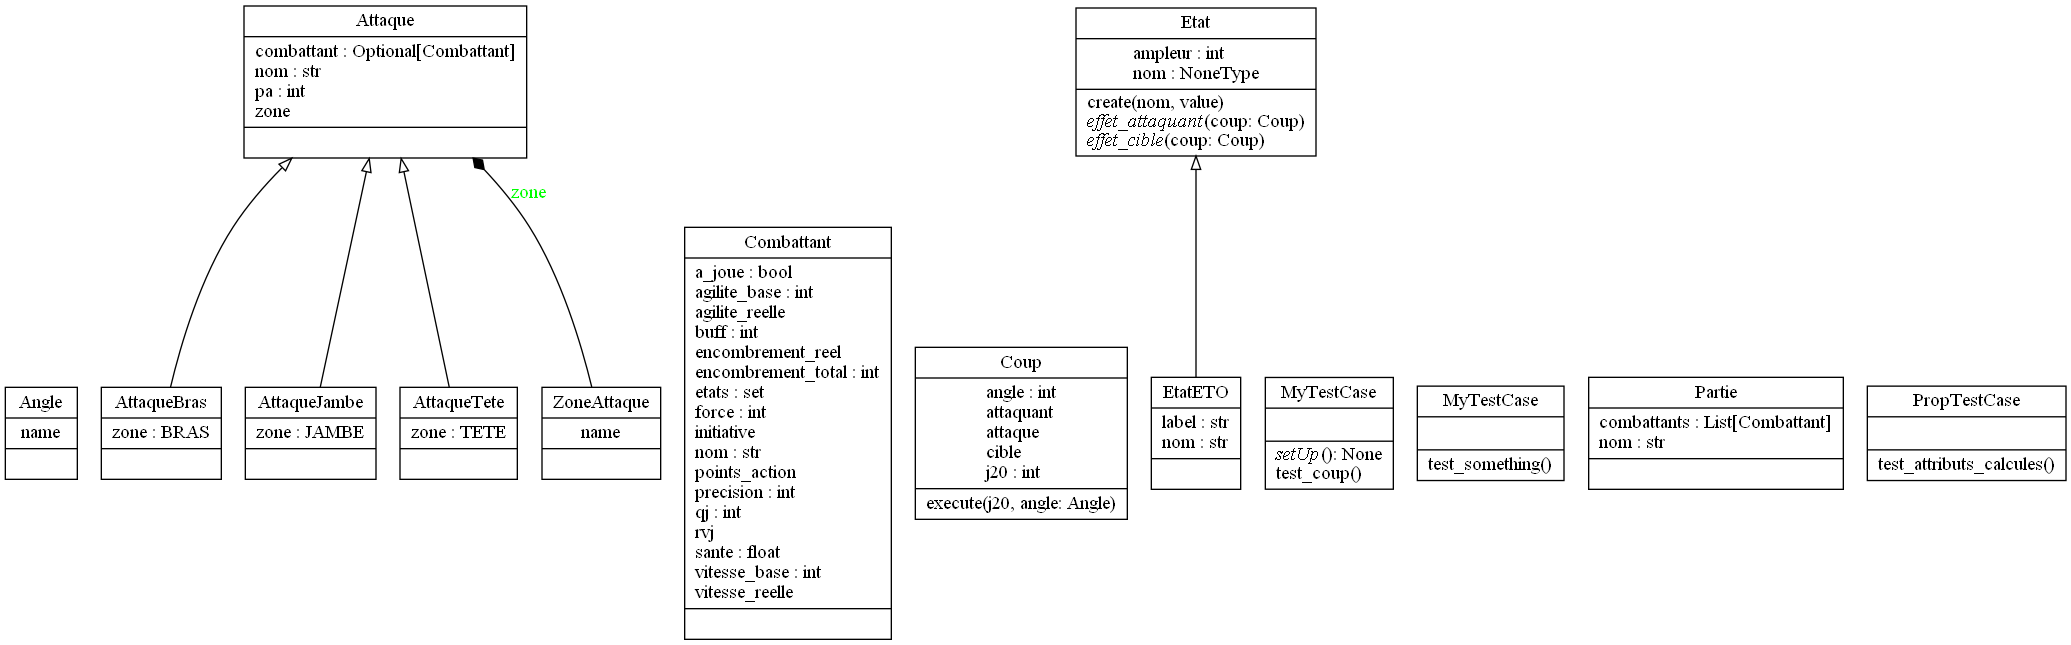 Attaque
combattant : Optional[Combattant]
nom : str
pa : int
zone
Etat
ampleur : int
nom : NoneType
create(nom, value)
effet_attaquant(coup: Coup)
effet_cible(coup: Coup)
zone
Angle
name
AttaqueBras
zone : BRAS
AttaqueJambe
zone : JAMBE
AttaqueTete
zone : TETE
ZoneAttaque
name
Combattant
a_joue : bool
agilite_base : int
agilite_reelle
buff : int
encombrement_reel
encombrement_total : int
etats : set
force : int
initiative
nom : str
points_action
precision : int
qj : int
rvj
sante : float
vitesse_base : int
vitesse_reelle
Coup
angle : int
attaquant
attaque
cible
j20 : int
execute(j20, angle: Angle)
EtatETO
label : str
nom : str
MyTestCase
setUp(): None
test_coup()
MyTestCase
test_something()
Partie
combattants : List[Combattant]
nom : str
PropTestCase
test_attributs_calcules()